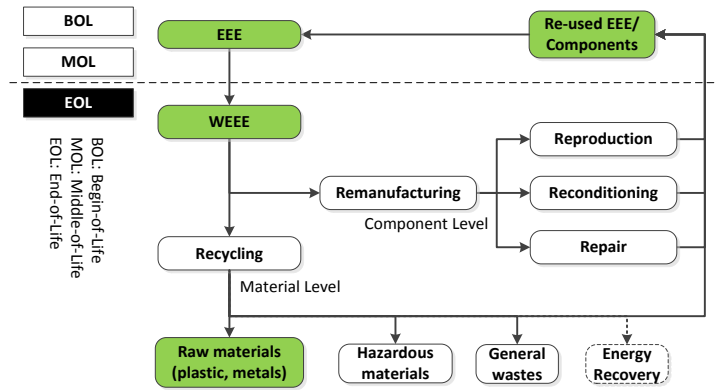 BOL
MOL
EOL
BOL: Begin-of-Life
MOL: Middle-of-Life
EOL: End-of-Life
EEE
Re-used EEE/
Components
WEEE
Reproduction
Remanufacturing
Reconditioning
Component Level
Repair
Recycling
Material Level
Raw materials
(plastic, metals)
Hazardous
materials
General
wastes
Energy
Recovery